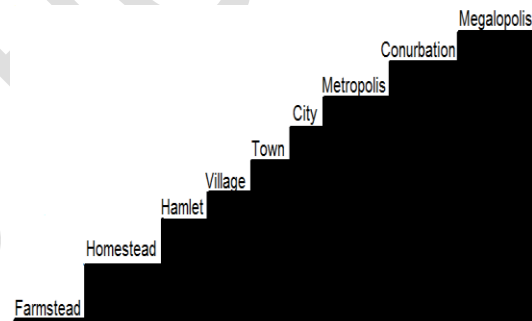 Megalopolis
Conurbation
Metropolis
City
Town
Village
Hamlet
Homestead
Farmstead